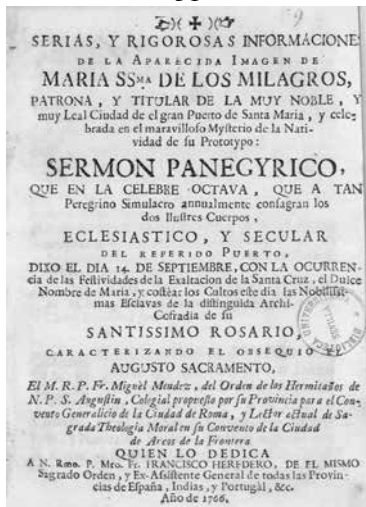 )( ✠ )(
SERIAS, Y RIGOROSAS INFORMACIONE
DE LA APARECIDA IMAGEN DE
MARIA SSMA DE LOS MILAGROS,
PATRONA, Y TITULAR DE LA MUY NOBLE, Y
muy Leal Ciudad de el gran Puerto de Santa Maria, y cele-
brada en el maravilloso Mysterio de la Nati-
vidad de su Prototypo:
SERMON PANEGYRICO,
QUE EN LA CELEBRE OCTAVA, QUE A TAN
Peregrino Simulacro annualmente consagran los
dos Ilustres Cuerpos,
ECLESIASTICO, Y SECULAR
DEL REFERIDO PUERTO,
DIXO EL DIA 14. DE SEPTIEMBRE, CON LA OCURREN-
cia de las Festividades de la Exaltacion de la Santa Cruz, el Dulce
Nombre de Maria, y costèar los Cultos este dia las Nobilissi-
mas Esclavas de la distinguida Archi-
Cofradia de su
SANTISSIMO ROSARIO,
CARACTERIZANDO EL OBSEQUIO EL
AUGUSTO SACRAMENTO,
El M. R. P. Fr. Miguèl Mendez, del Orden de los Hermitaños de
N. P. S. Augustin, Colegial propuesto por su Provincia para el Con-
vento Generalicio de la Ciudad de Roma, y Lector actual de Sa-
grada Theologia Moral en su Convento de la Ciudad
de Arcos de la Frontera
QUIEN LO DEDICA
A N. Rmo. P. Mro. Fr. FRANCISCO HEREDERO, DE EL MISMO
Sagrado Orden, y Ex-Assistente General de todas las Provin-
cias de España, Indias, y Portugàl, &c.
Año de 1766.